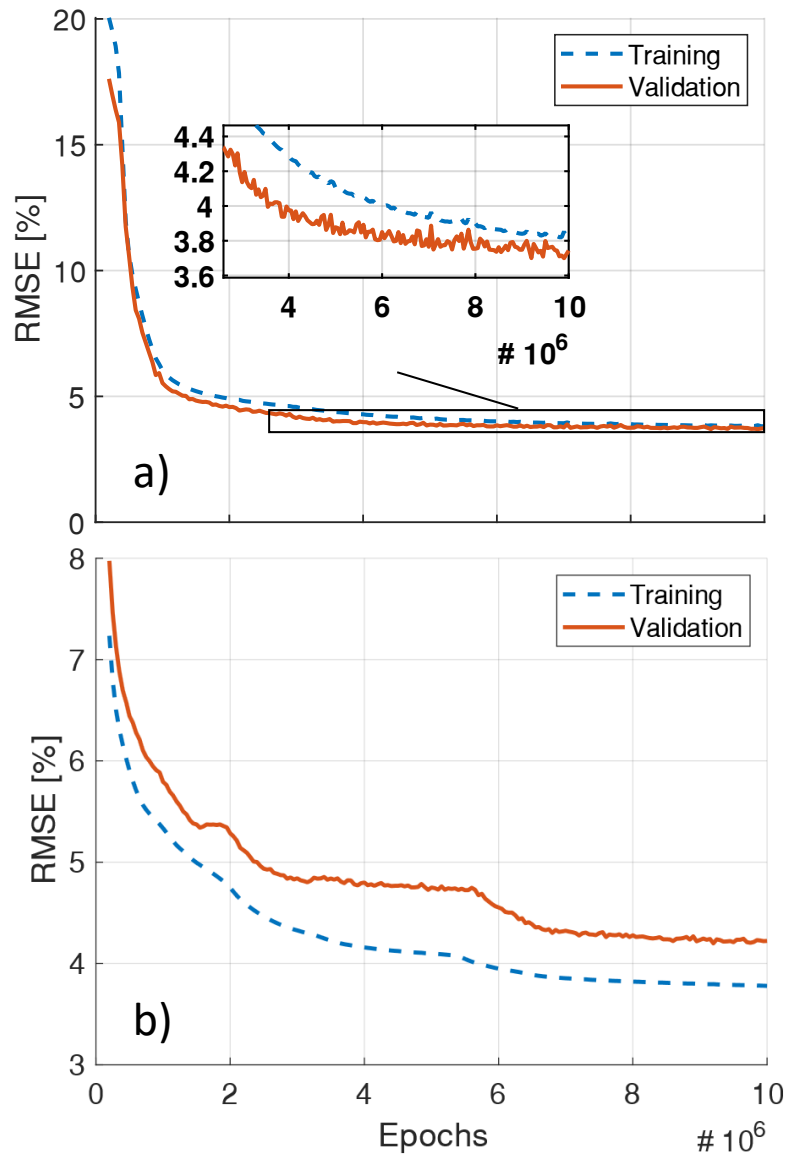 20
15
10
5
0
RMSE [%]
Training
Validation
4.4
4.2
4
3.8
3.6
4 6 8 10
# 10^6
a)
8
7
6
5
4
3
RMSE [%]
Training
Validation
b)
0 2 4 6 8 10
Epochs
# 10^6